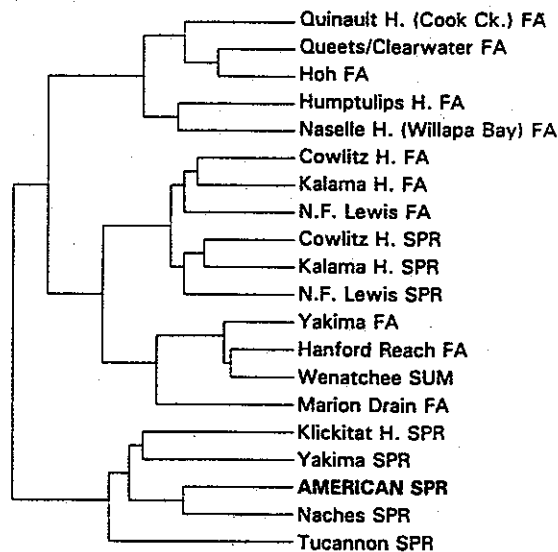 Quinault H. (Cook Ck.) FA
Queets/Clearwater FA
Hoh FA
Humptulips H. FA
Naselle H. (Willapa Bay) FA
Cowlitz H. FA
Kalama H. FA
N.F. Lewis FA
Cowlitz H. SPR
Kalama H. SPR
N.F. Lewis SPR
Yakima FA
Hanford Reach FA
Wenatchee SUM
Marion Drain FA
Klickitat H. SPR
Yakima SPR
AMERICAN SPR
Naches SPR
Tucannon SPR